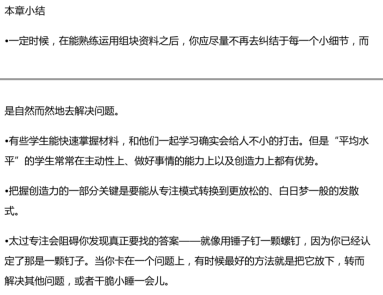 本章小结
•一定时候，在能熟练运用组块资料之后，你应尽量不再去纠结于每一个小细节，而
是自然而然地去解决问题。
•有些学生能快速掌握材料，和他们一起学习确实会给人不小的打击。但是“平均水
平”的学生常常在主动性上、做好事情的能力上以及创造力上都有优势。
•把握创造力的一部分关键是要能从专注模式转换到更放松的、白日梦一般的发散
式。
•太过专注会阻碍你发现真正要找的答案——就像用锤子钉一颗螺钉，因为你已经认
定了那是一颗钉子。当你卡在一个问题上，有时候最好的方法就是把它放下，转而
解决其他问题，或者干脆小睡一会儿。